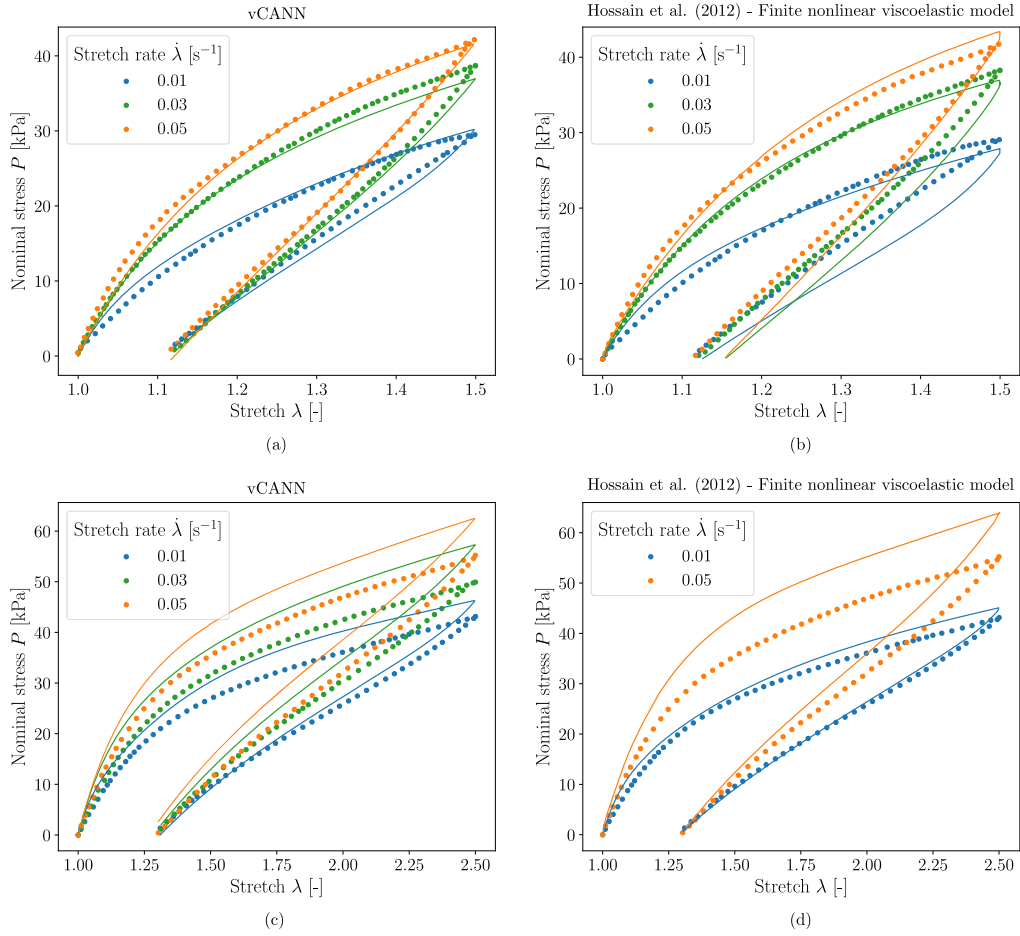 vCANN
Stretch rate λ̇ [s⁻¹]
0.01
0.03
0.05
Nominal stress P [kPa]
40
30
20
10
0
1.0 1.1 1.2 1.3 1.4 1.5
Stretch λ [-]
(a)
Hossain et al. (2012) - Finite nonlinear viscoelastic model
Stretch rate λ̇ [s⁻¹]
0.01
0.03
0.05
Nominal stress P [kPa]
40
30
20
10
0
1.0 1.1 1.2 1.3 1.4 1.5
Stretch λ [-]
(b)
vCANN
Stretch rate λ̇ [s⁻¹]
0.01
0.03
0.05
Nominal stress P [kPa]
60
50
40
30
20
10
0
1.00 1.25 1.50 1.75 2.00 2.25 2.50
Stretch λ [-]
(c)
Hossain et al. (2012) - Finite nonlinear viscoelastic model
Stretch rate λ̇ [s⁻¹]
0.01
0.05
Nominal stress P [kPa]
60
50
40
30
20
10
0
1.00 1.25 1.50 1.75 2.00 2.25 2.50
Stretch λ [-]
(d)